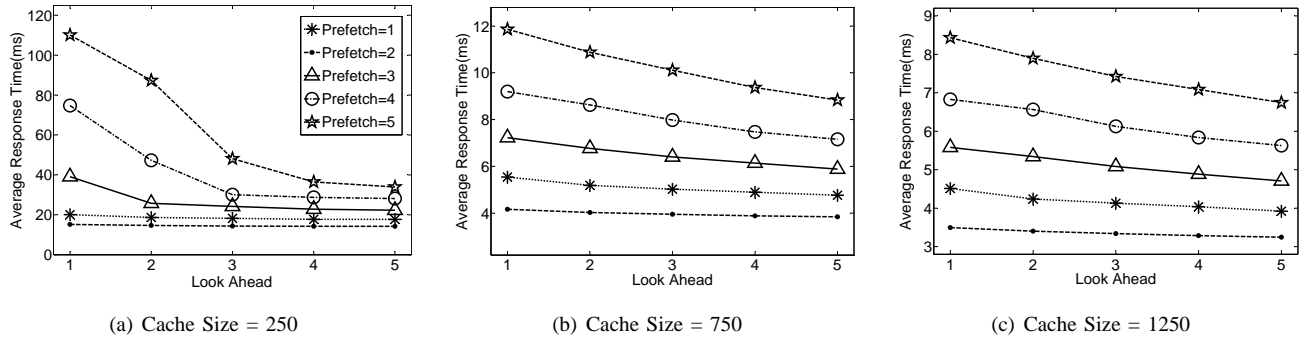 120
100
80
60
40
20
0
Average Response Time(ms)
1 2 3 4 5
Look Ahead
Prefetch=1
Prefetch=2
Prefetch=3
Prefetch=4
Prefetch=5
(a) Cache Size = 250
12
10
8
6
4
Average Response Time(ms)
1 2 3 4 5
Look Ahead
(b) Cache Size = 750
9
8
7
6
5
4
3
Average Response Time(ms)
1 2 3 4 5
Look Ahead
(c) Cache Size = 1250